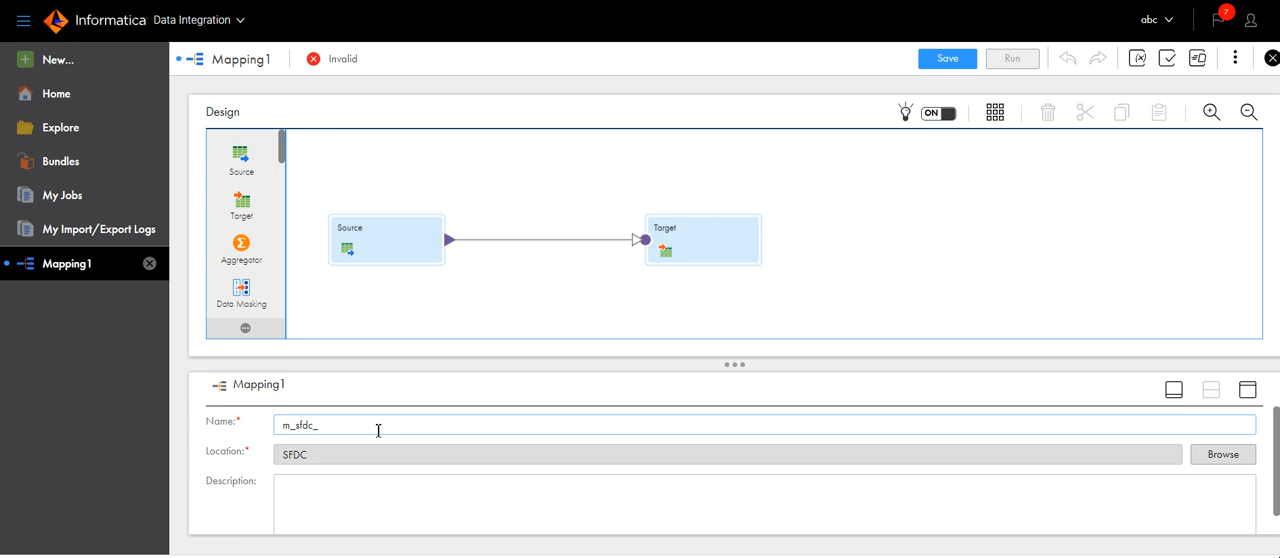 Informatica Data Integration
abc
7
New...
Home
Explore
Bundles
My Jobs
My Import/Export Logs
Mapping1
Mapping1
Invalid
Save
Run
Design
ON
Source
Target
Aggregator
Data Masking
Source
Target
Mapping1
Name:*
m_sfdc_
Location:*
SFDC
Browse
Description: